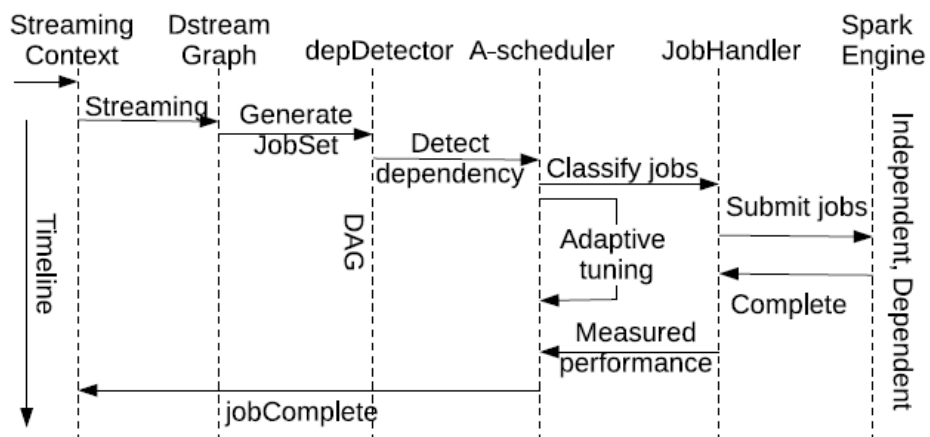 Streaming
Context
Dstream
Graph
depDetector
A-scheduler
JobHandler
Spark
Engine
Streaming
Generate
JobSet
Detect
dependency
Classify jobs
Submit jobs
Adaptive
tuning
Complete
Measured
performance
jobComplete
Timeline
DAG
Independent, Dependent